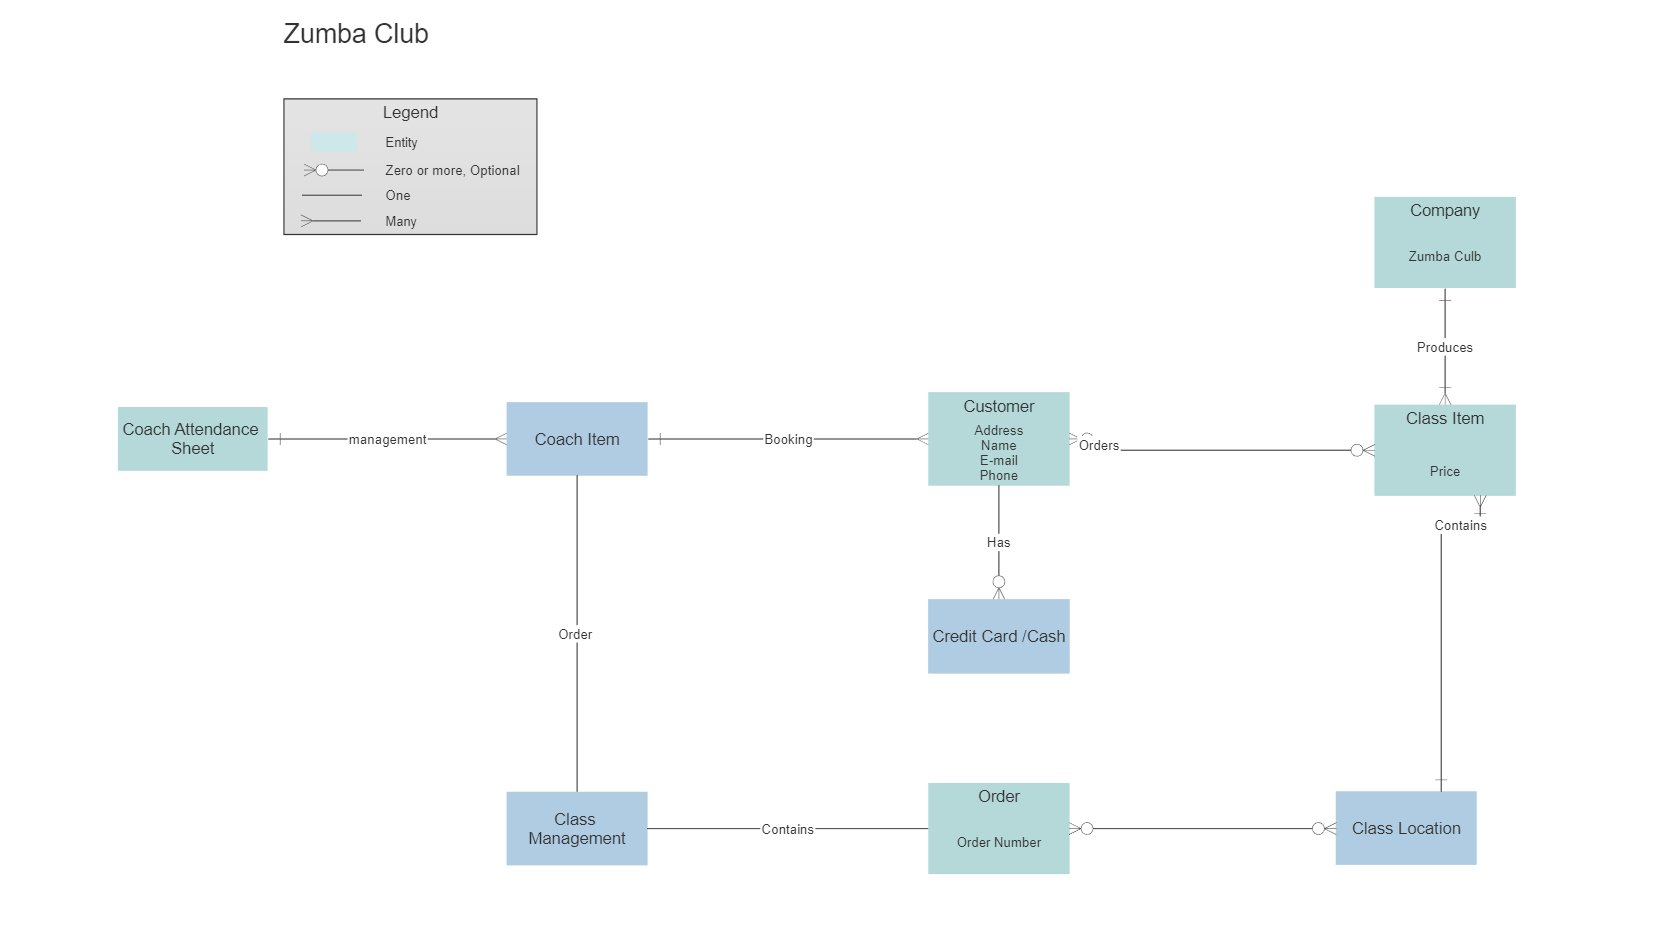 Zumba Club
Legend
Entity
Zero or more, Optional
One
Many
Company
Zumba Culb
Produces
Coach Attendance
Sheet
management
Coach Item
Booking
Customer
Address
Name
E-mail
Phone
Orders
Class Item
Price
Contains
Has
Credit Card /Cash
Order
Class
Management
Contains
Order
Order Number
Class Location